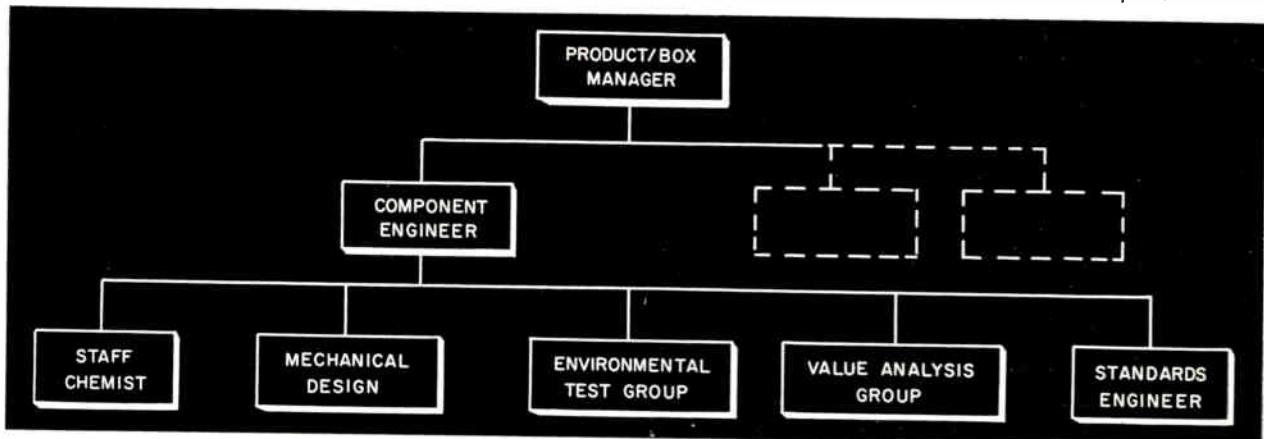 PRODUCT/BOX
MANAGER
COMPONENT
ENGINEER
STAFF
CHEMIST
MECHANICAL
DESIGN
ENVIRONMENTAL
TEST GROUP
VALUE ANALYSIS
GROUP
STANDARDS
ENGINEER